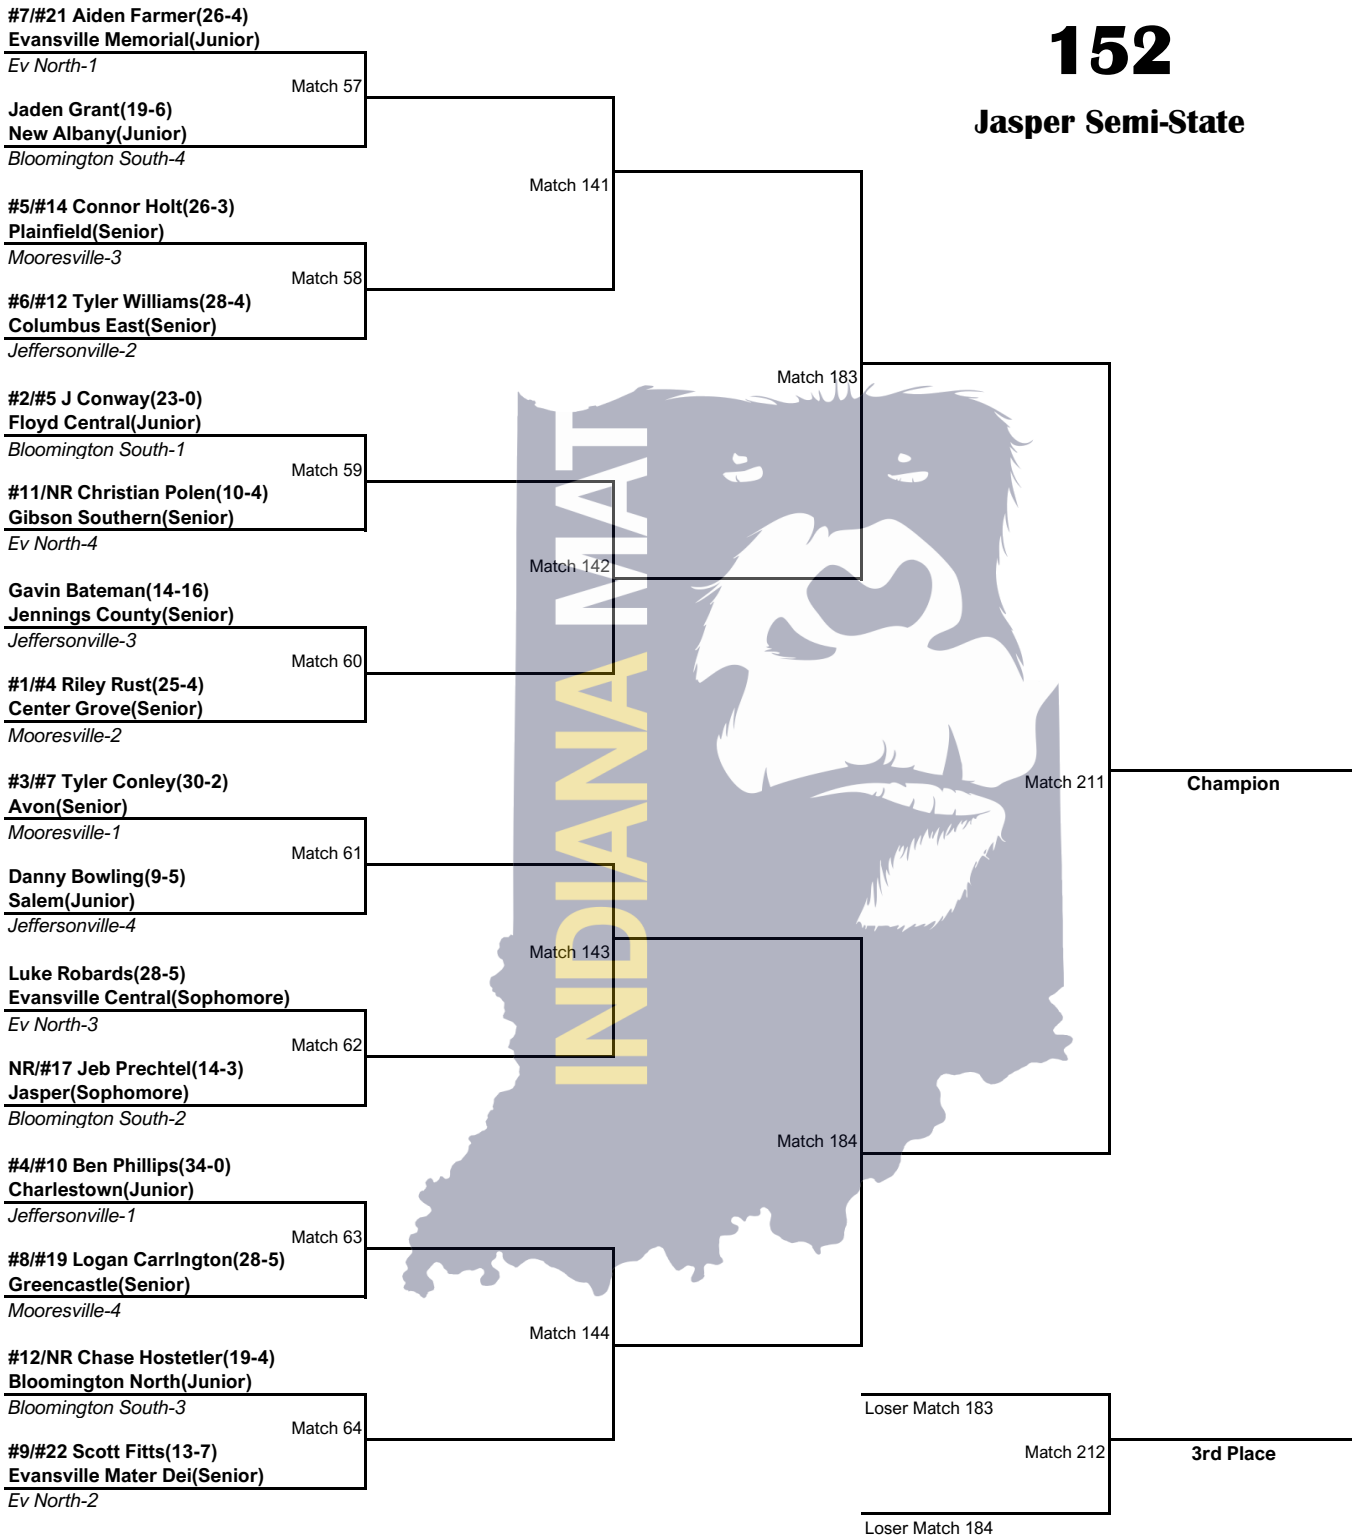 152
Jasper Semi-State
#7/#21 Aiden Farmer(26-4)
Evansville Memorial(Junior)
Ev North-1
Match 57
Jaden Grant(19-6)
New Albany(Junior)
Bloomington South-4
Match 141
#5/#14 Connor Holt(26-3)
Plainfield(Senior)
Mooresville-3
Match 58
#6/#12 Tyler Williams(28-4)
Columbus East(Senior)
Jeffersonville-2
Match 183
#2/#5 J Conway(23-0)
Floyd Central(Junior)
Bloomington South-1
Match 59
#11/NR Christian Polen(10-4)
Gibson Southern(Senior)
Ev North-4
Match 142
Gavin Bateman(14-16)
Jennings County(Senior)
Jeffersonville-3
Match 60
#1/#4 Riley Rust(25-4)
Center Grove(Senior)
Mooresville-2
INDIANA MAT
Match 211
Champion
#3/#7 Tyler Conley(30-2)
Avon(Senior)
Mooresville-1
Match 61
Danny Bowling(9-5)
Salem(Junior)
Jeffersonville-4
Match 143
Luke Robards(28-5)
Evansville Central(Sophomore)
Ev North-3
Match 62
NR/#17 Jeb Prechtel(14-3)
Jasper(Sophomore)
Bloomington South-2
Match 184
#4/#10 Ben Phillips(34-0)
Charlestown(Junior)
Jeffersonville-1
Match 63
#8/#19 Logan CarrIngton(28-5)
Greencastle(Senior)
Mooresville-4
Match 144
#12/NR Chase Hostetler(19-4)
Bloomington North(Junior)
Bloomington South-3
Match 64
#9/#22 Scott Fitts(13-7)
Evansville Mater Dei(Senior)
Ev North-2
Loser Match 183
Match 212
3rd Place
Loser Match 184